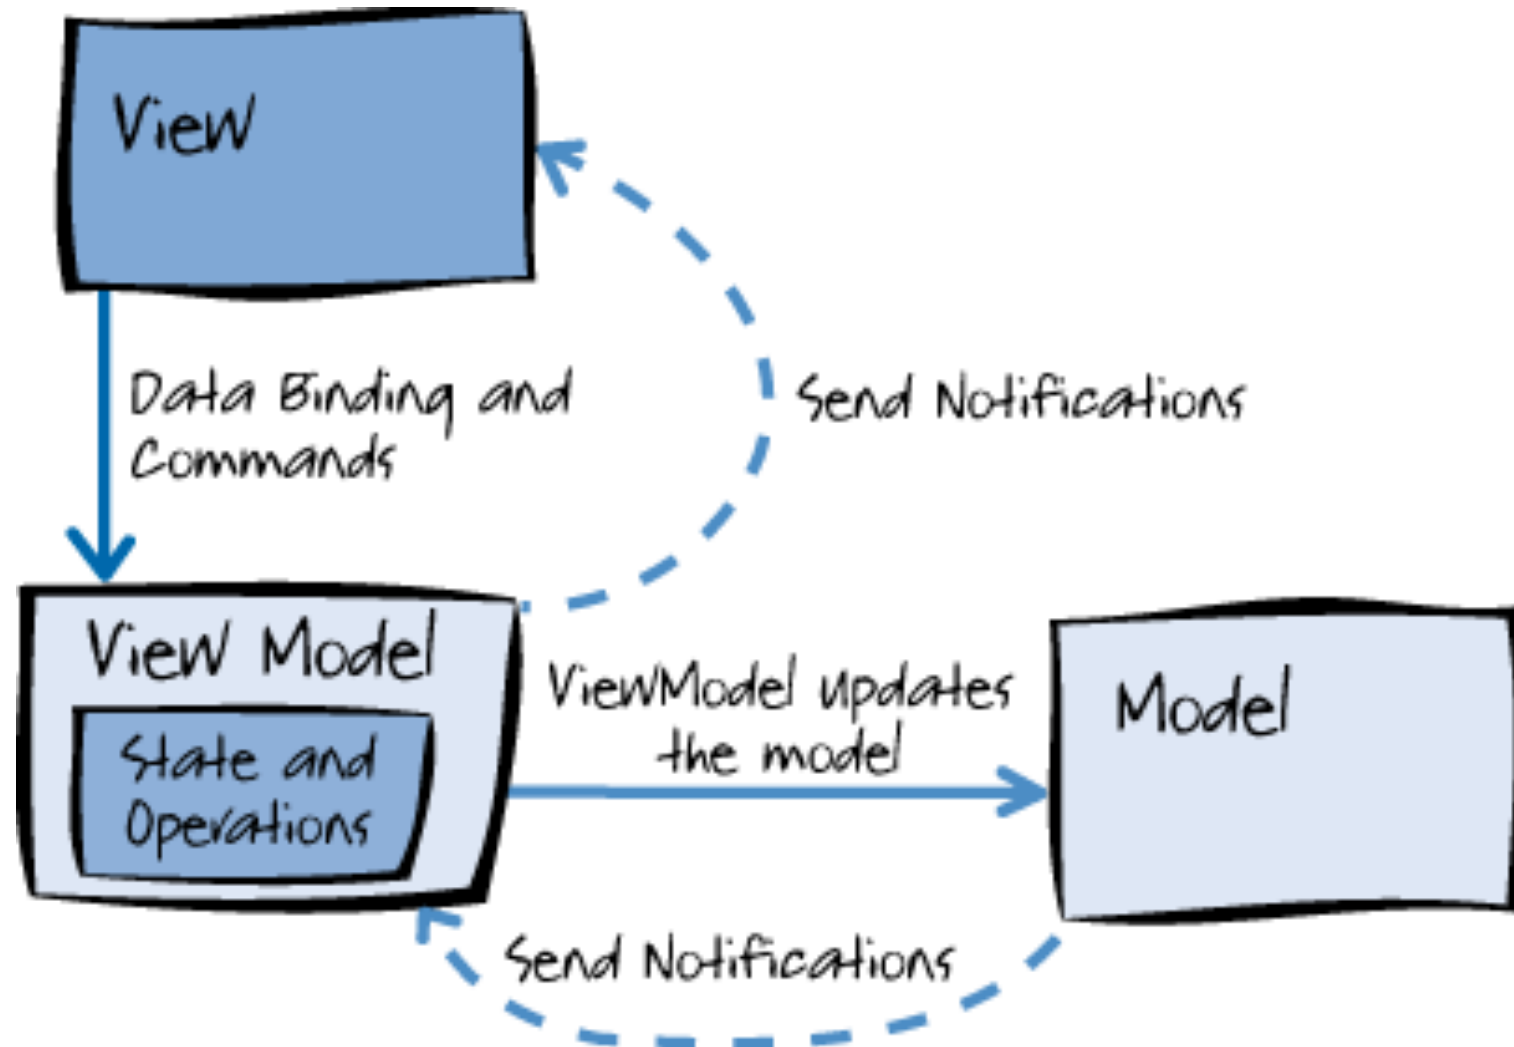 View
Data Binding and
Commands
Send Notifications
View Model
State and
Operations
ViewModel updates
the model
Model
Send Notifications